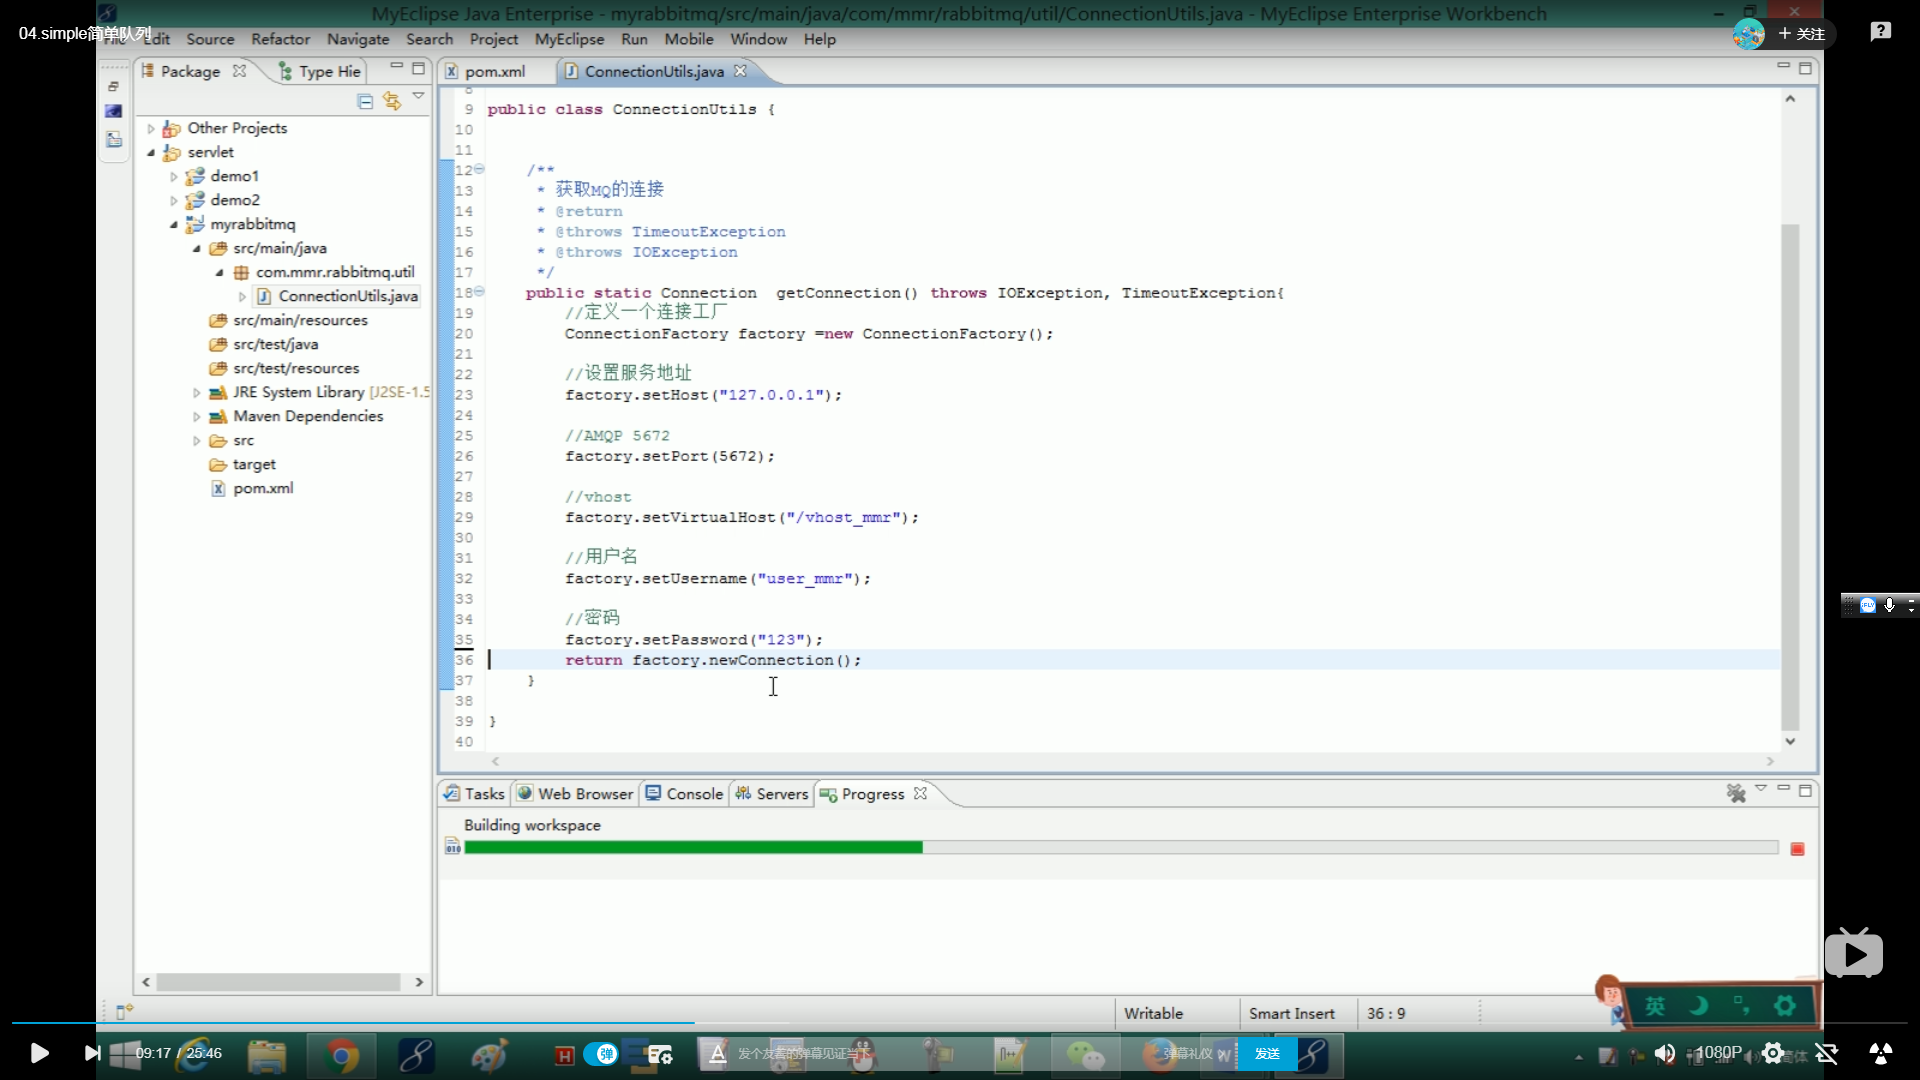 MyEclipse Java Enterprise - myrabbitmq/src/main/java/com/mmr/rabbitmq/util/ConnectionUtils.java - MyEclipse Enterprise Workbench
04.simple简单队列
File Edit Source Refactor Navigate Search Project MyEclipse Run Mobile Window Help
+ 关注
Package
Type Hie
pom.xml
ConnectionUtils.java
Other Projects
servlet
demo1
demo2
myrabbitmq
src/main/java
com.mmr.rabbitmq.util
ConnectionUtils.java
src/main/resources
src/test/java
src/test/resources
JRE System Library [J2SE-1.5
Maven Dependencies
src
target
pom.xml
8
9 public class ConnectionUtils {
10
11
12 /**
13 * 获取MQ的连接
14 * @return
15 * @throws TimeoutException
16 * @throws IOException
17 */
18 public static Connection getConnection() throws IOException, TimeoutException{
19 //定义一个连接工厂
20 ConnectionFactory factory =new ConnectionFactory();
21
22 //设置服务地址
23 factory.setHost("127.0.0.1");
24
25 //AMQP 5672
26 factory.setPort(5672);
27
28 //vhost
29 factory.setVirtualHost("/vhost_mmr");
30
31 //用户名
32 factory.setUsername("user_mmr");
33
34 //密码
35 factory.setPassword("123");
36 return factory.newConnection();
37 }
38
39 }
40
Tasks
Web Browser
Console
Servers
Progress
Building workspace
010
Writable
Smart Insert
36 : 9
英
09:17 / 25:46
弹
发个友善的弹幕见证当下
弹幕礼仪
发送
1080P